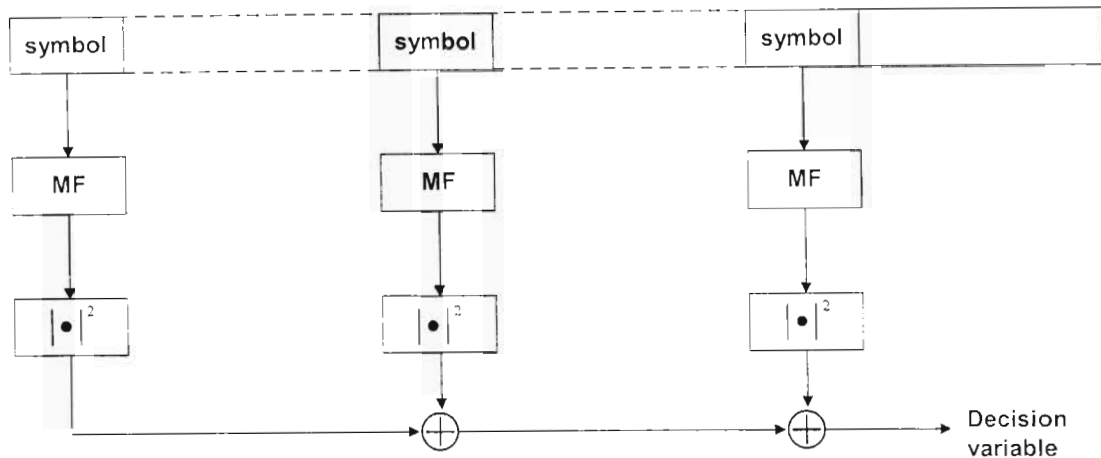 symbol symbol symbol
MF MF MF
|●|² |●|² |●|²
Decision
variable